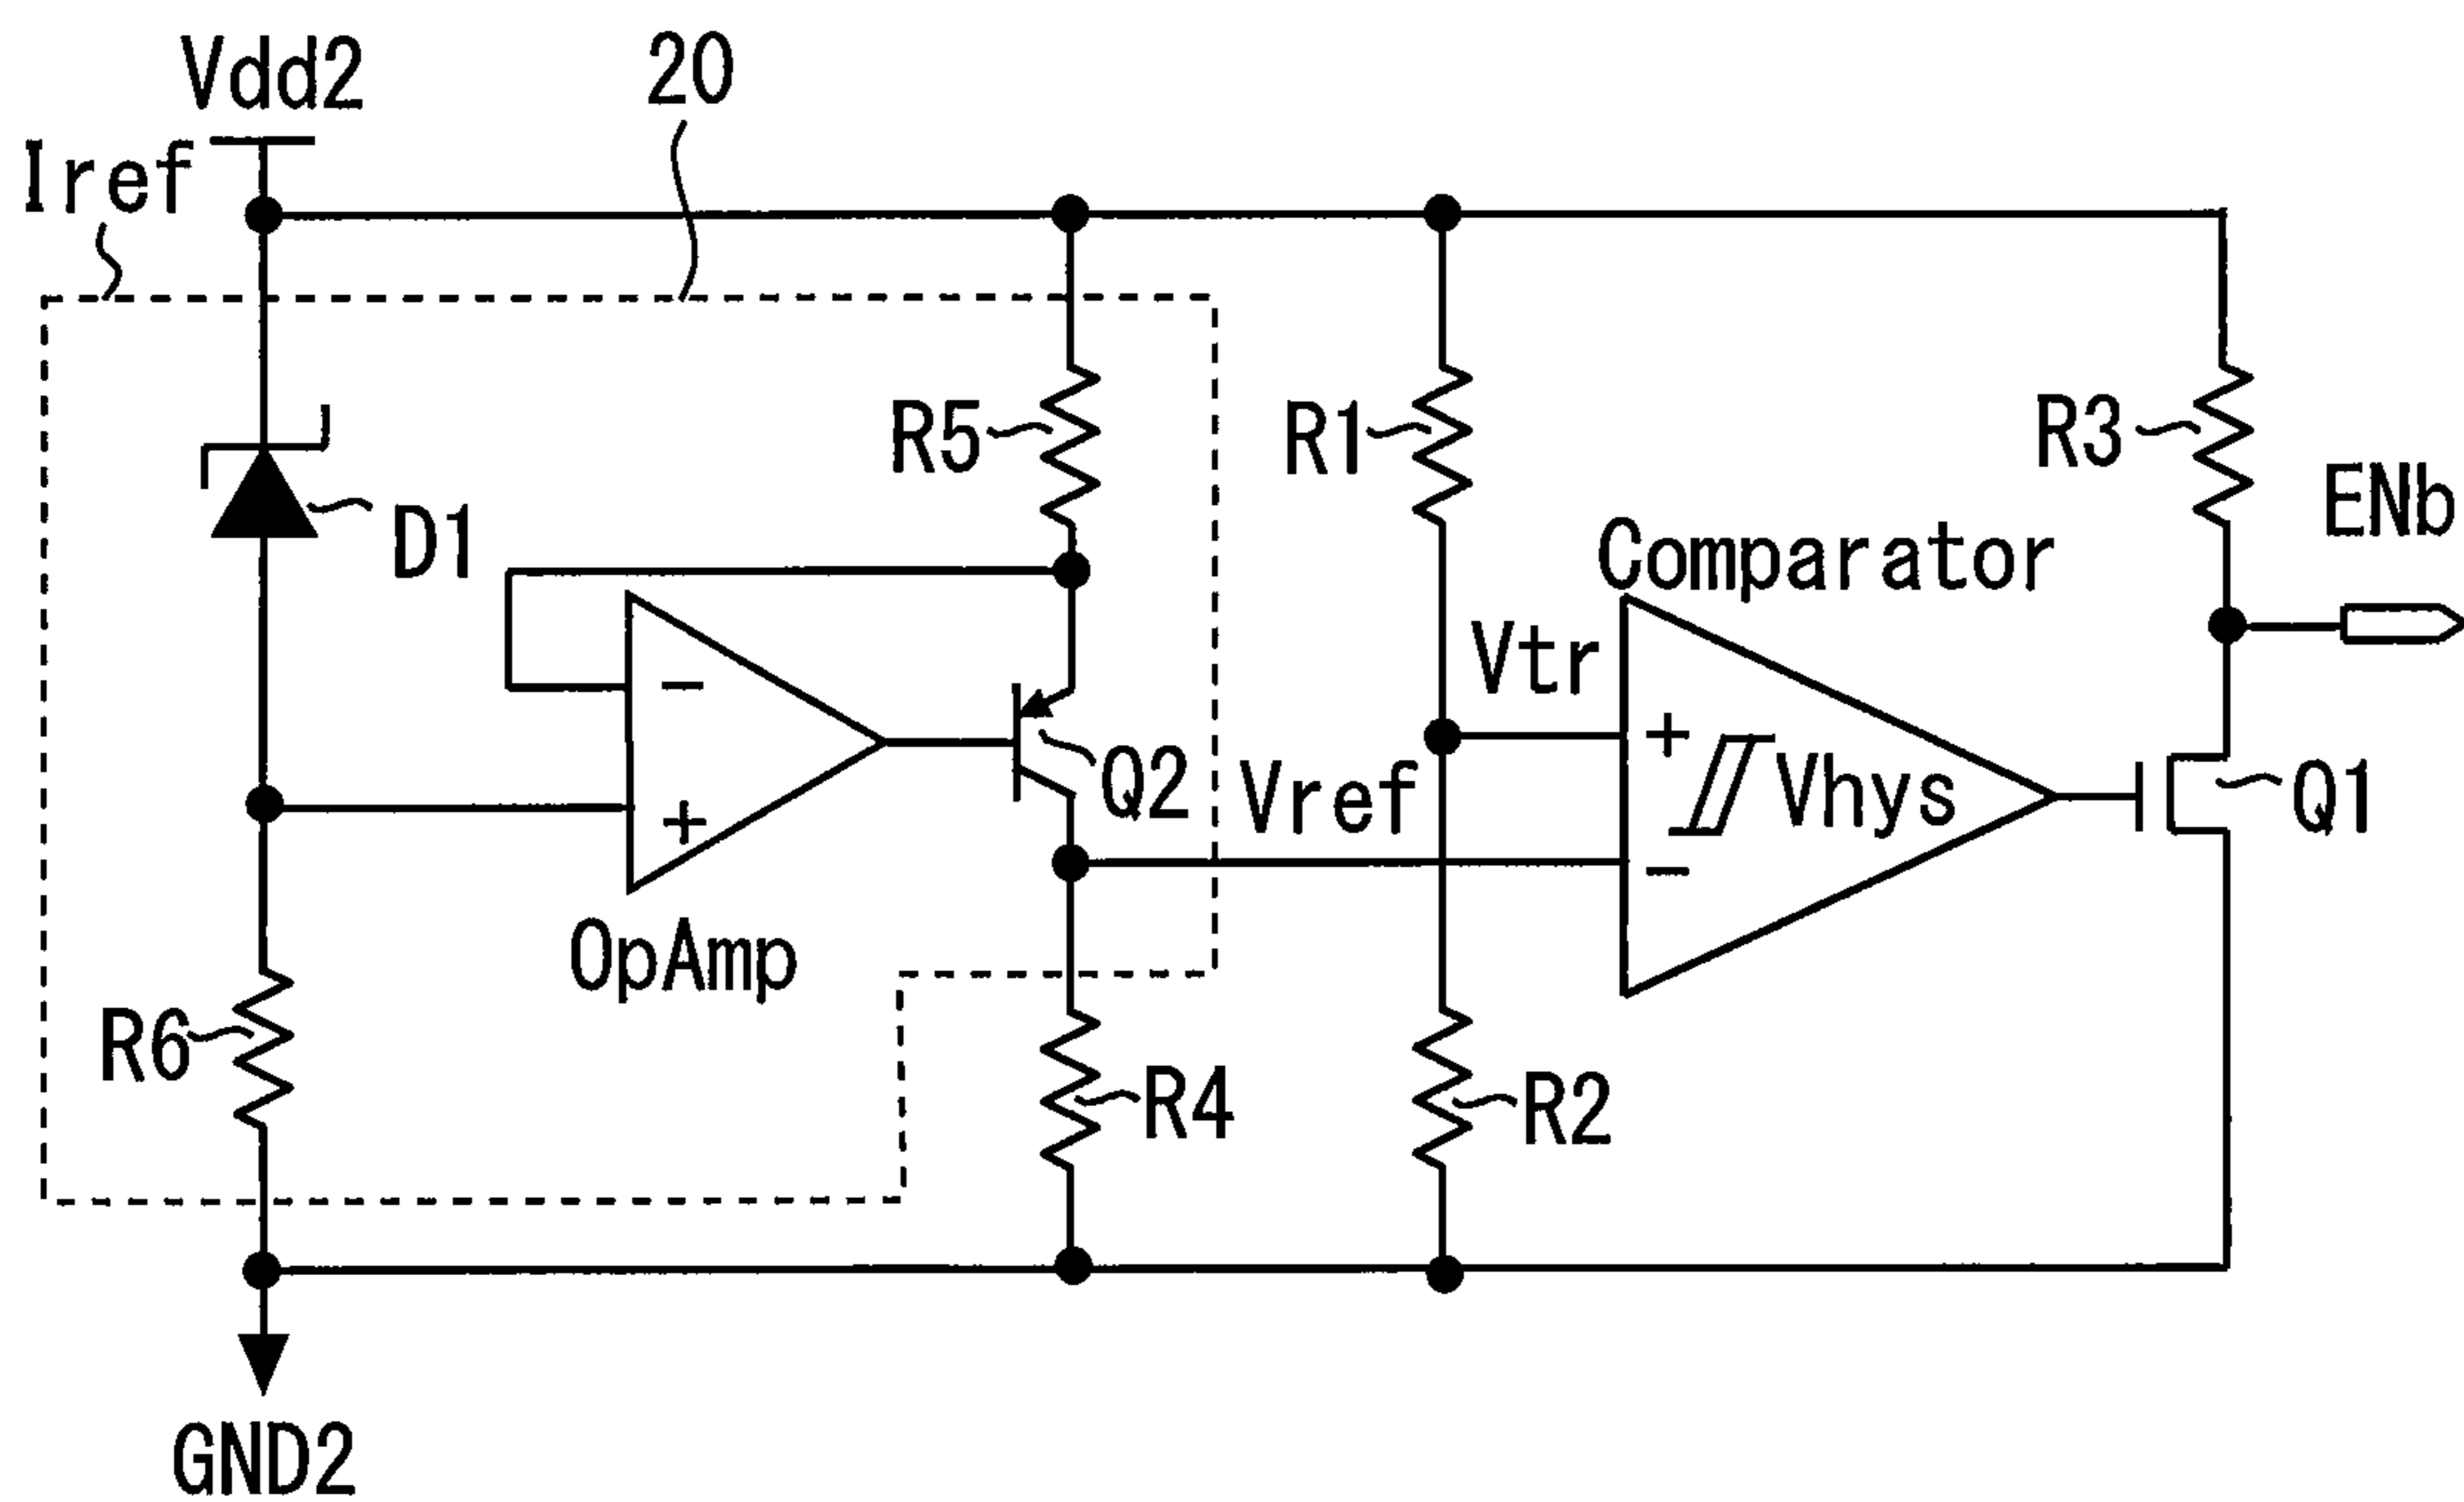 Vdd2
20
Iref
R5
R1
R3
ENb
D1
Comparator
Vtr
−
+
Vhys
Q2
Vref
Q1
+
−
OpAmp
R6
R4
R2
GND2